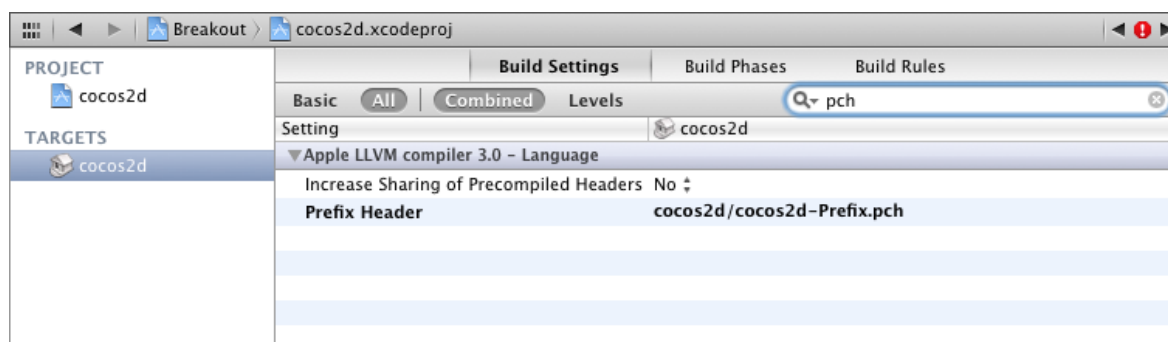 Breakout cocos2d.xcodeproj
PROJECT
cocos2d
TARGETS
cocos2d
Build Settings Build Phases Build Rules
Basic All Combined Levels pch
Setting cocos2d
Apple LLVM compiler 3.0 - Language
Increase Sharing of Precompiled Headers No
Prefix Header cocos2d/cocos2d-Prefix.pch